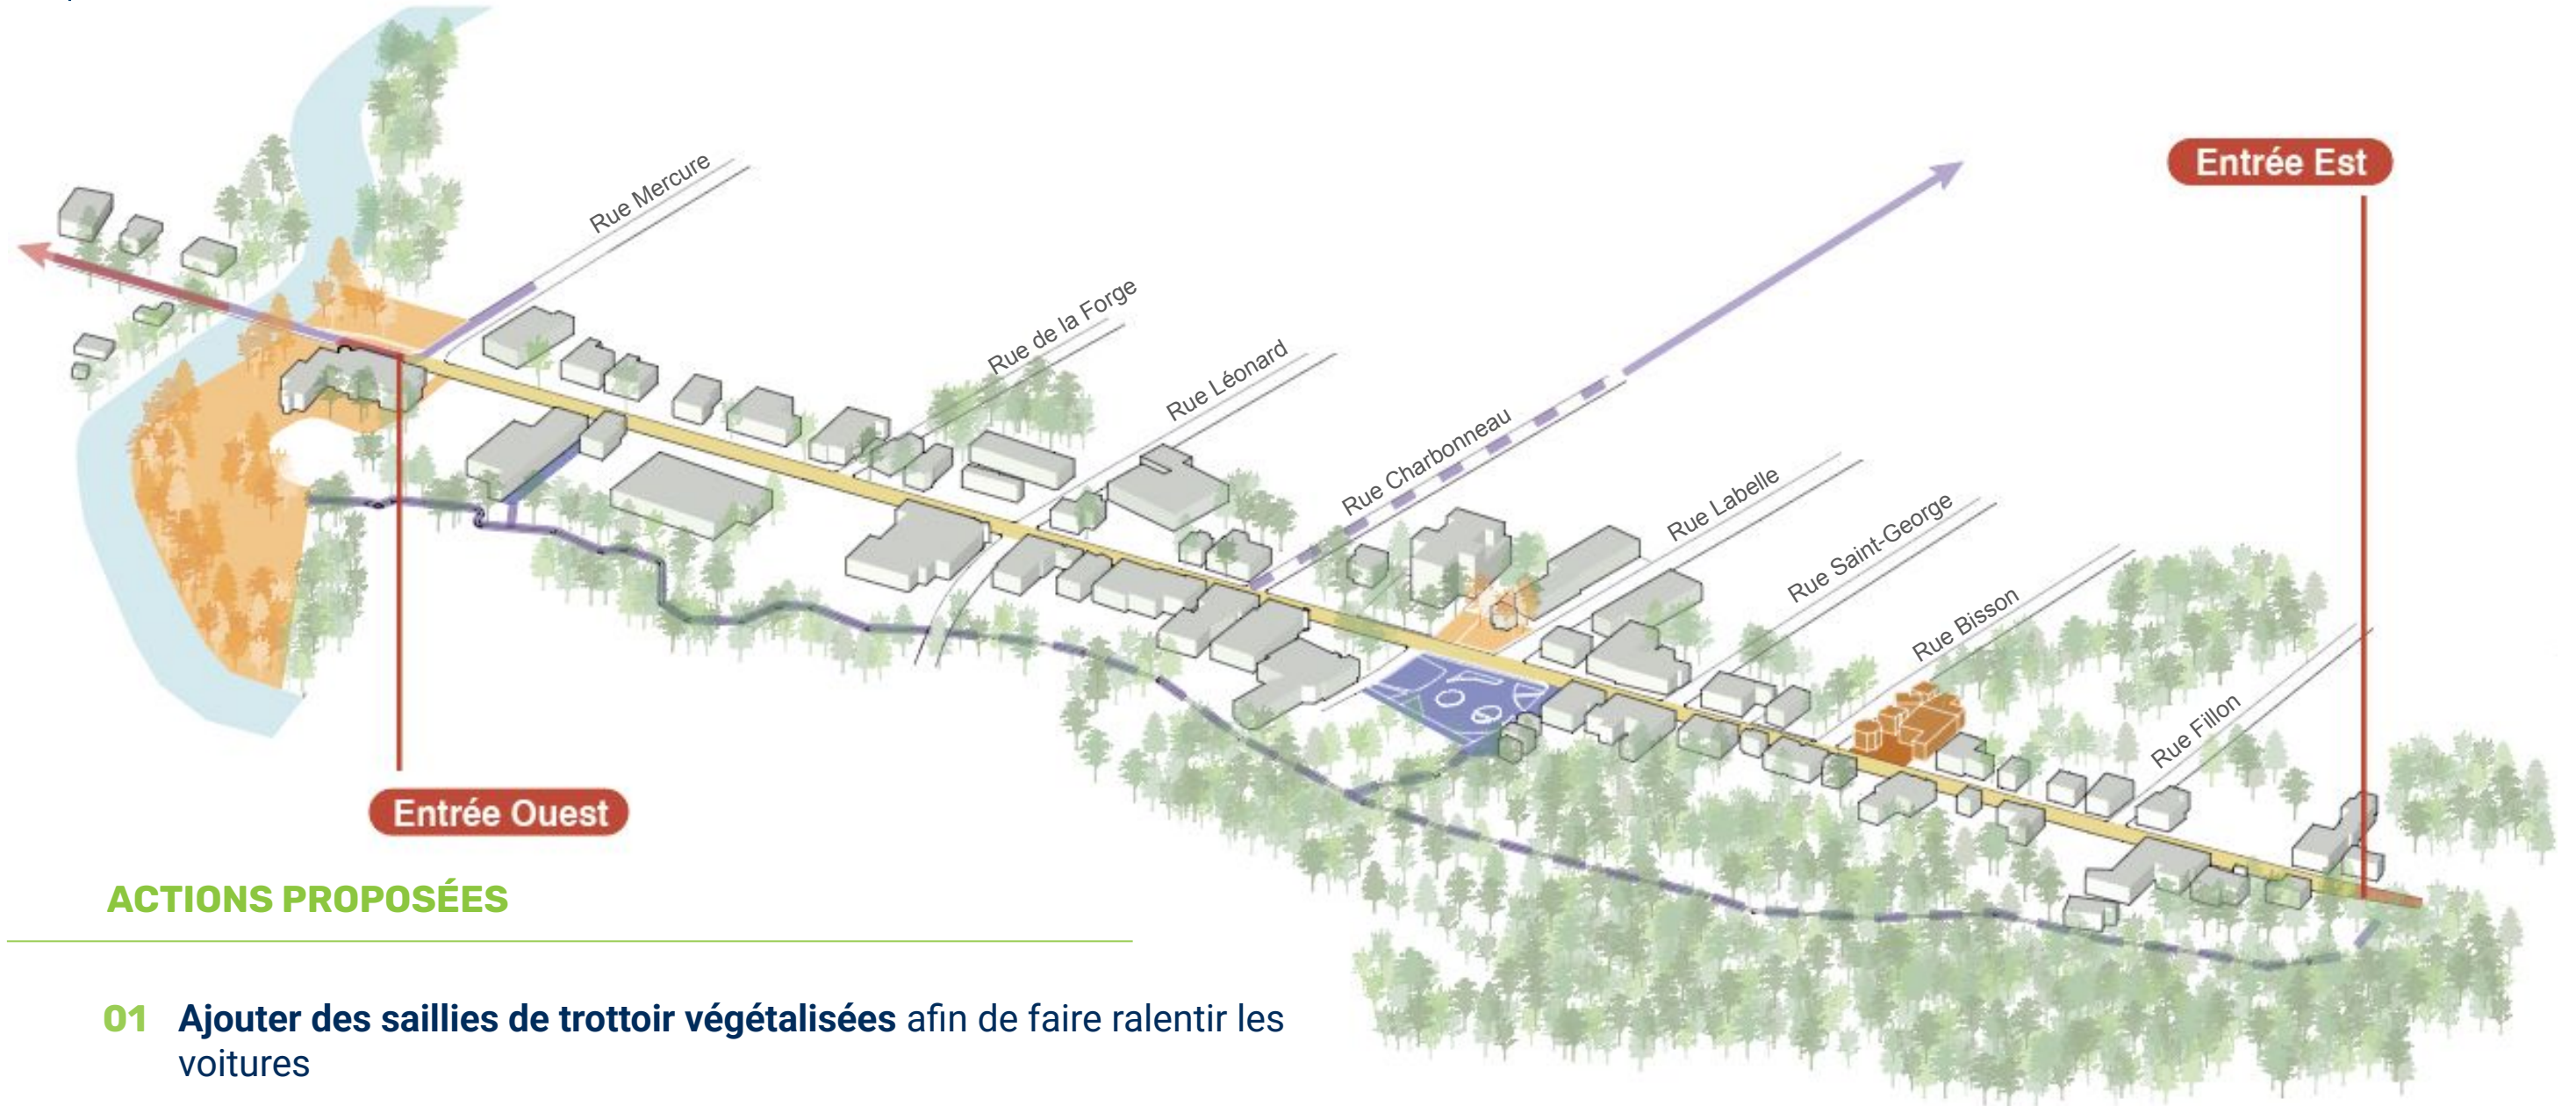 Rue Mercure
Entrée Est
Rue de la Forge
Rue Léonard
Rue Charbonneau
Rue Labelle
Rue Saint-George
Rue Bisson
Rue Fillon
Entrée Ouest
ACTIONS PROPOSÉES
01 Ajouter des saillies de trottoir végétalisées afin de faire ralentir les
voitures